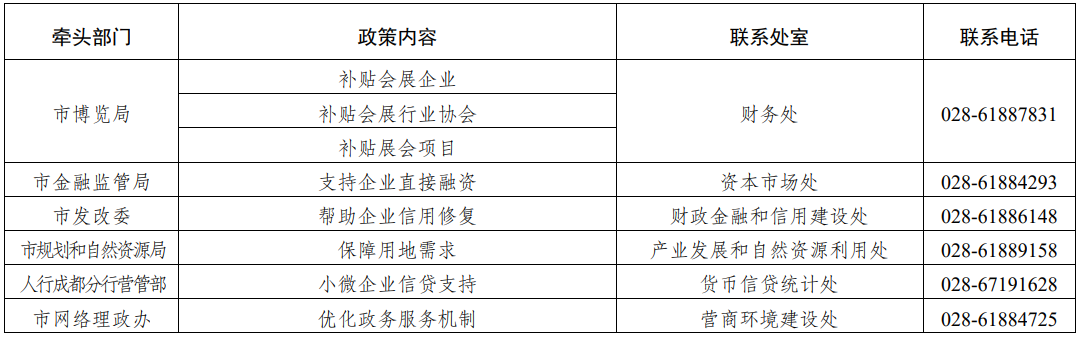 牵头部门 政策内容 联系处室 联系电话
补贴会展企业
市博览局 补贴会展行业协会 财务处 028-61887831
补贴展会项目
市金融监管局 支持企业直接融资 资本市场处 028-61884293
市发改委 帮助企业信用修复 财政金融和信用建设处 028-61886148
市规划和自然资源局 保障用地需求 产业发展和自然资源利用处 028-61889158
人行成都分行营管部 小微企业信贷支持 货币信贷统计处 028-67191628
市网络理政办 优化政务服务机制 营商环境建设处 028-61884725